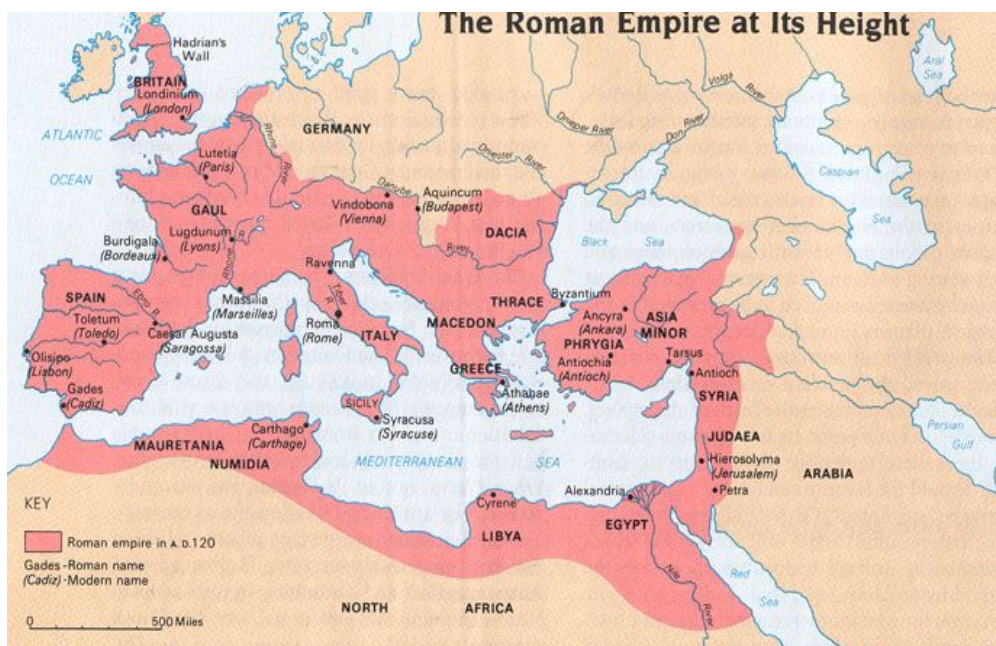 The Roman Empire at Its Height
Hadrian's
Wall
BRITAIN
Londinium
(London)
ATLANTIC
OCEAN
GERMANY
Rhine
River
Lutetia
(Paris)
GAUL
Lugdunum
(Lyons)
Rhone
R.
Burdigala
(Bordeaux)
Danube
River
Vindobona
(Vienna)
Aquincum
(Budapest)
DACIA
Dniester River
Dnieper River
Don River
Volga
River
Aral
Sea
Caspian
Sea
Black Sea
SPAIN
Ebro
R.
Toletum
(Toledo)
Caesar Augusta
(Saragossa)
Olisipo
(Lisbon)
Gades
(Cadiz)
Massilia
(Marseilles)
Ravenna
Tiber
R.
Roma
(Rome)
ITALY
THRACE
MACEDON
GREECE
Byzantium
Ancyra
(Ankara)
ASIA
MINOR
PHRYGIA
Antiochia
(Antioch)
Tarsus
Antioch
SYRIA
Athahae
(Athens)
SICILY
Syracusa
(Syracuse)
Carthago
(Carthage)
MAURETANIA
NUMIDIA
MEDITERRANEAN SEA
JUDAEA
Hierosolyma
(Jerusalem)
Petra
ARABIA
Persian
Gulf
Alexandria
Cyrene
LIBYA
EGYPT
Nile
River
Red
Sea
NORTH AFRICA
KEY
Roman empire in A.D.120
Gades-Roman name
(Cadiz)-Modern name
0 500 Miles